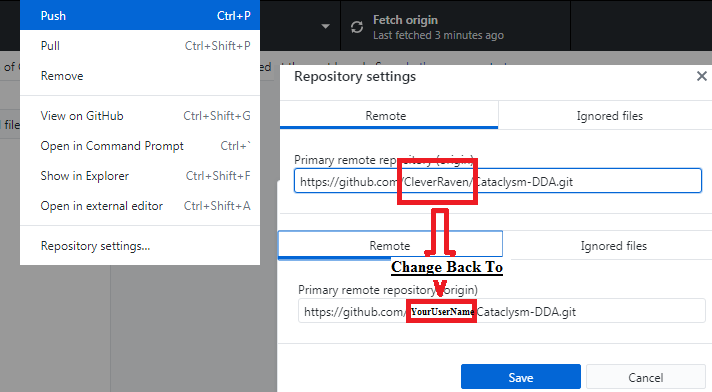 Push Ctrl+P
Pull Ctrl+Shift+P
Remove
View on GitHub Ctrl+Shift+G
Open in Command Prompt Ctrl+`
Show in Explorer Ctrl+Shift+F
Open in external editor Ctrl+Shift+A
Repository settings...
Fetch origin
Last fetched 3 minutes ago
of
file
Repository settings
Remote Ignored files
Primary remote repository (origin)
https://github.com/CleverRaven/Cataclysm-DDA.git
Remote Ignored files
Change Back To
Primary remote repository (origin)
https://github.com/YourUserName Cataclysm-DDA.git
Save Cancel